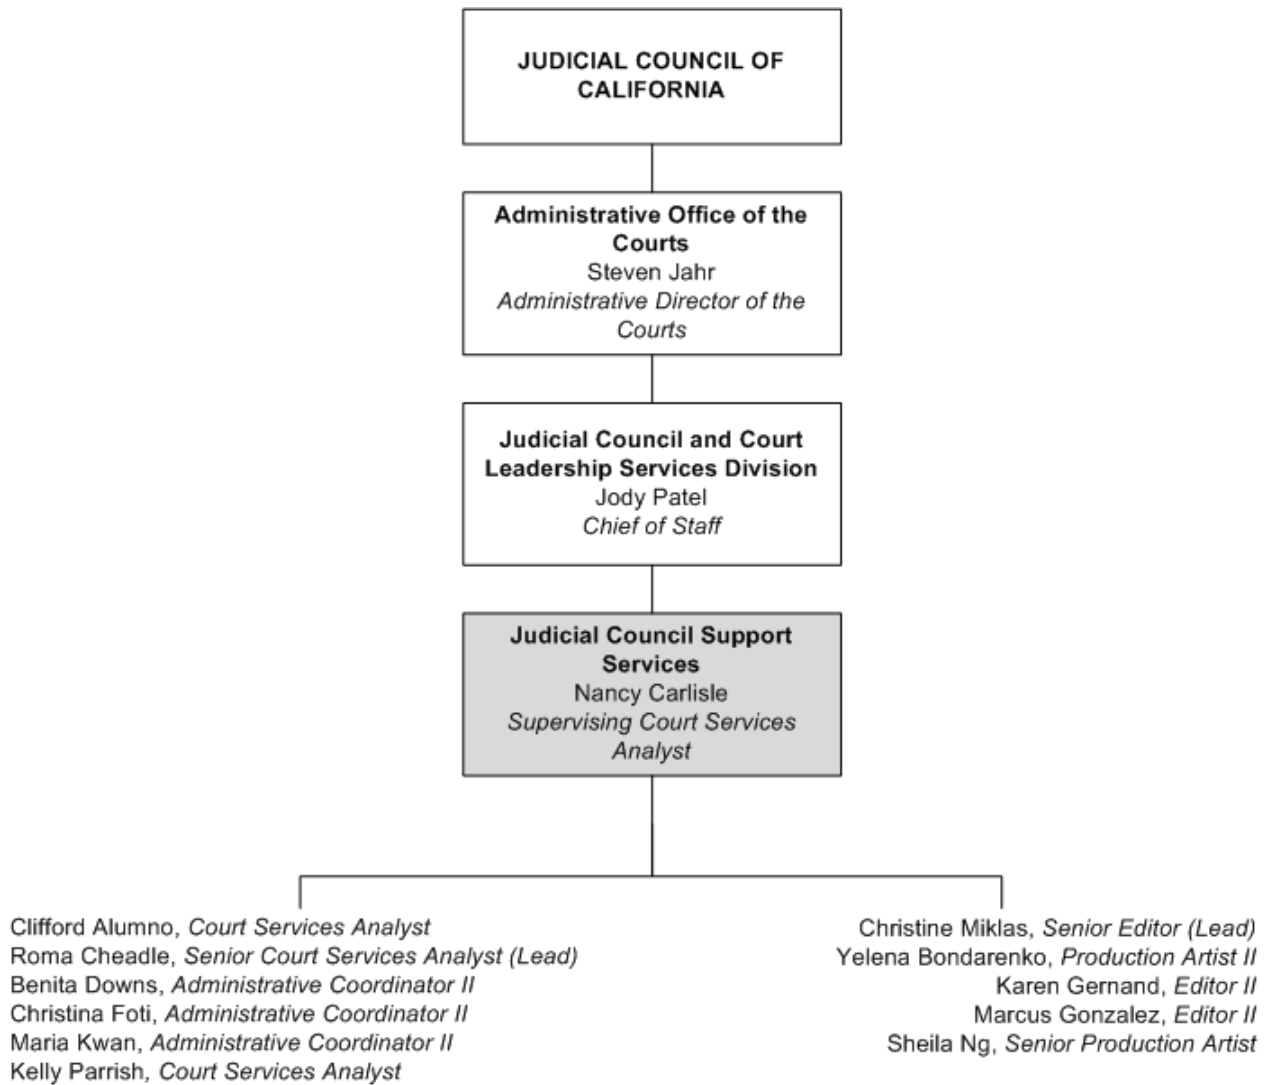 JUDICIAL COUNCIL OF
CALIFORNIA
Administrative Office of the
Courts
Steven Jahr
Administrative Director of the
Courts
Judicial Council and Court
Leadership Services Division
Jody Patel
Chief of Staff
Judicial Council Support
Services
Nancy Carlisle
Supervising Court Services
Analyst
Clifford Alumno, Court Services Analyst
Roma Cheadle, Senior Court Services Analyst (Lead)
Benita Downs, Administrative Coordinator II
Christina Foti, Administrative Coordinator II
Maria Kwan, Administrative Coordinator II
Kelly Parrish, Court Services Analyst
Christine Miklas, Senior Editor (Lead)
Yelena Bondarenko, Production Artist II
Karen Gernand, Editor II
Marcus Gonzalez, Editor II
Sheila Ng, Senior Production Artist